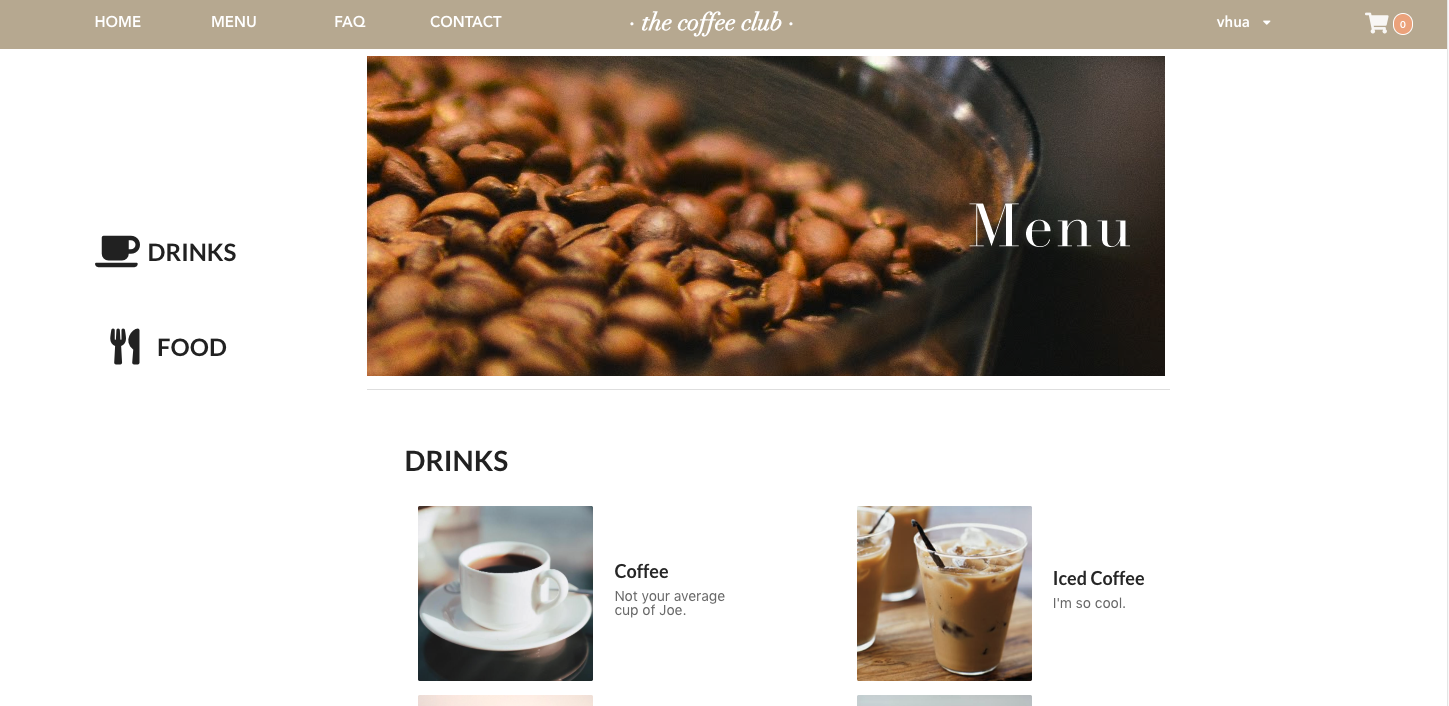 HOME MENU FAQ CONTACT · the coffee club · vhua 0
Menu
DRINKS
FOOD
DRINKS
Coffee
Not your average
cup of Joe.
Iced Coffee
I'm so cool.